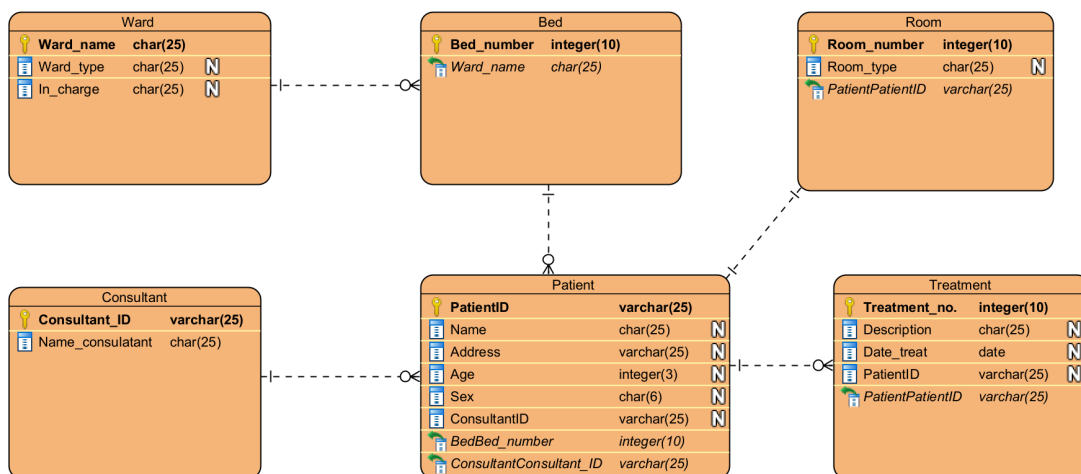 Ward
Ward_name char(25)
Ward_type char(25) N
In_charge char(25) N
Bed
Bed_number integer(10)
Ward_name char(25)
Room
Room_number integer(10)
Room_type char(25) N
PatientPatientID varchar(25)
Consultant
Consultant_ID varchar(25)
Name_consulatant char(25)
Patient
PatientID varchar(25)
Name char(25) N
Address varchar(25) N
Age integer(3) N
Sex char(6) N
ConsultantID varchar(25) N
BedBed_number integer(10)
ConsultantConsultant_ID varchar(25)
Treatment
Treatment_no. integer(10)
Description char(25) N
Date_treat date N
PatientID varchar(25) N
PatientPatientID varchar(25)